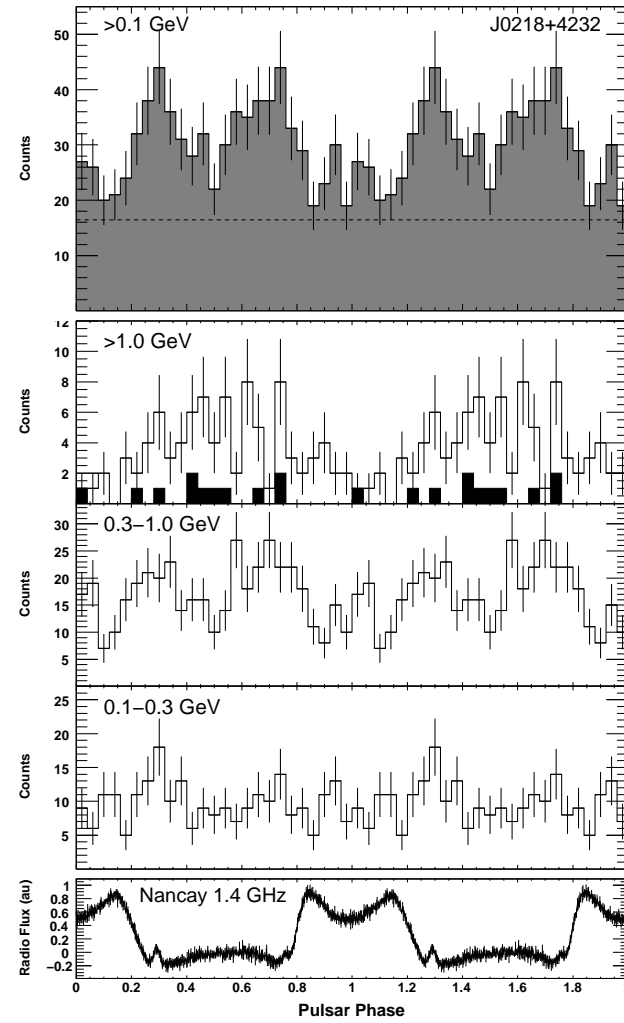 >0.1 GeV J0218+4232
50
40
30
20
10
Counts
>1.0 GeV
12
10
8
6
4
2
Counts
0.3−1.0 GeV
30
25
20
15
10
5
Counts
0.1−0.3 GeV
25
20
15
10
5
Counts
Nancay 1.4 GHz
1
0.8
0.6
0.4
0.2
0
−0.2
Radio Flux (au)
0 0.2 0.4 0.6 0.8 1 1.2 1.4 1.6 1.8
Pulsar Phase